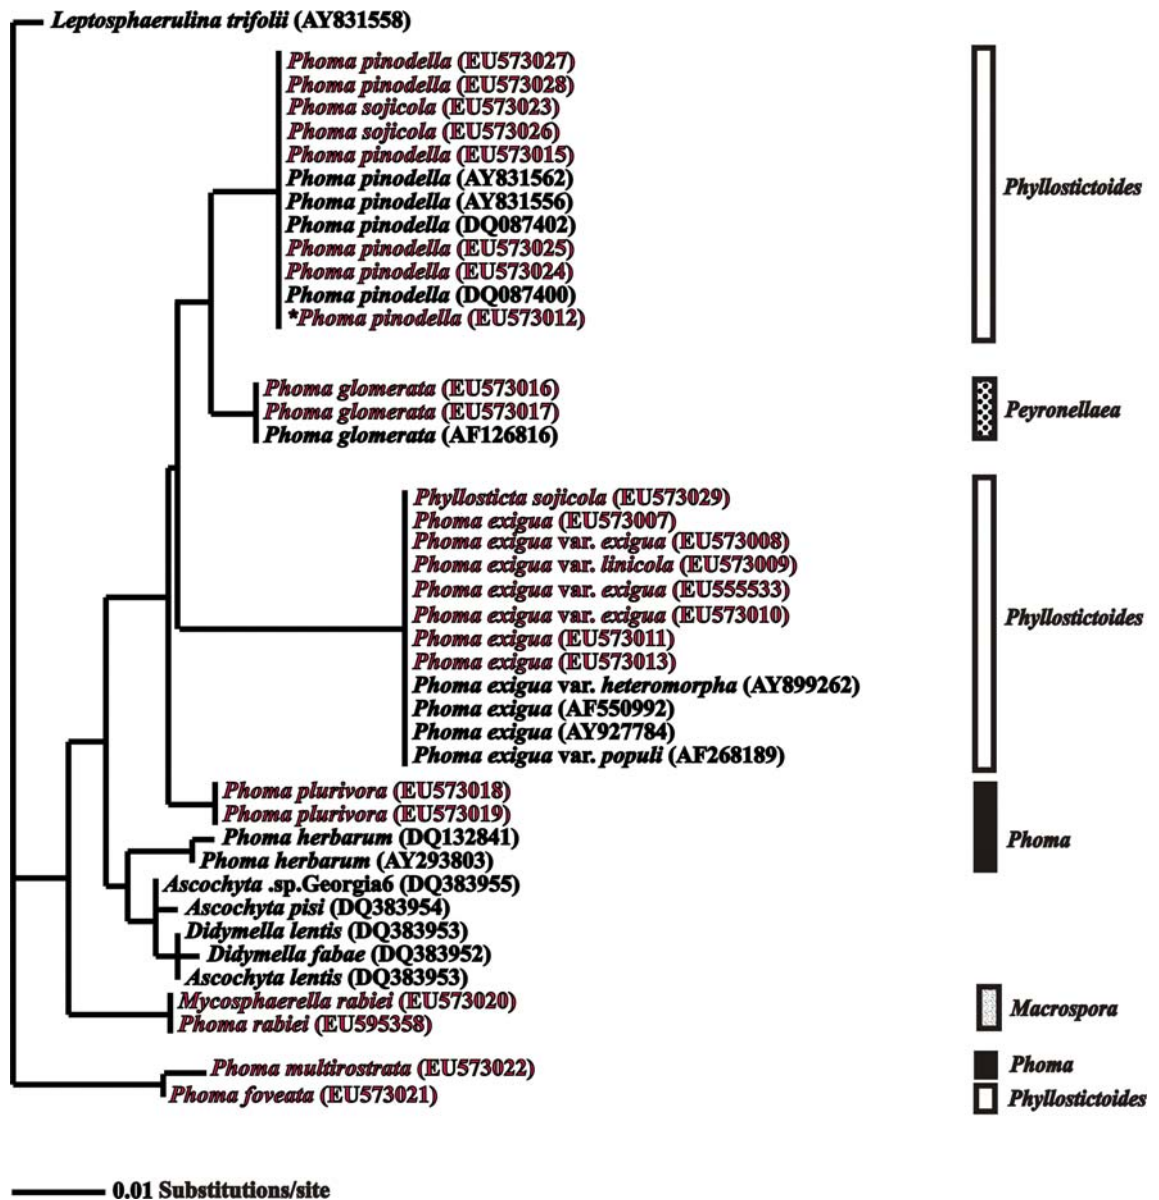 Leptosphaerulina trifolii (AY831558)
Phoma pinodella (EU573027)
Phoma pinodella (EU573028)
Phoma sojicola (EU573023)
Phoma sojicola (EU573026)
Phoma pinodella (EU573015)
Phoma pinodella (AY831562)
Phyllostictoides
Phoma pinodella (AY831556)
Phoma pinodella (DQ087402)
Phoma pinodella (EU573025)
Phoma pinodella (EU573024)
Phoma pinodella (DQ087400)
*Phoma pinodella (EU573012)
Phoma glomerata (EU573016)
Phoma glomerata (EU573017)
Peyronellaea
Phoma glomerata (AF126816)
Phyllosticta sojicola (EU573029)
Phoma exigua (EU573007)
Phoma exigua var. exigua (EU573008)
Phoma exigua var. linicola (EU573009)
Phoma exigua var. exigua (EU555533)
Phoma exigua var. exigua (EU573010)
Phyllostictoides
Phoma exigua (EU573011)
Phoma exigua (EU573013)
Phoma exigua var. heteromorpha (AY899262)
Phoma exigua (AF550992)
Phoma exigua (AY927784)
Phoma exigua var. populi (AF268189)
Phoma plurivora (EU573018)
Phoma plurivora (EU573019)
Phoma herbarum (DQ132841)
Phoma
Phoma herbarum (AY293803)
Ascochyta .sp.Georgia6 (DQ383955)
Ascochyta pisi (DQ383954)
Didymella lentis (DQ383953)
Didymella fabae (DQ383952)
Ascochyta lentis (DQ383953)
Mycosphaerella rabiei (EU573020)
Macrospora
Phoma rabiei (EU595358)
Phoma multirostrata (EU573022)
Phoma
Phoma foveata (EU573021)
Phyllostictoides
0.01 Substitutions/site